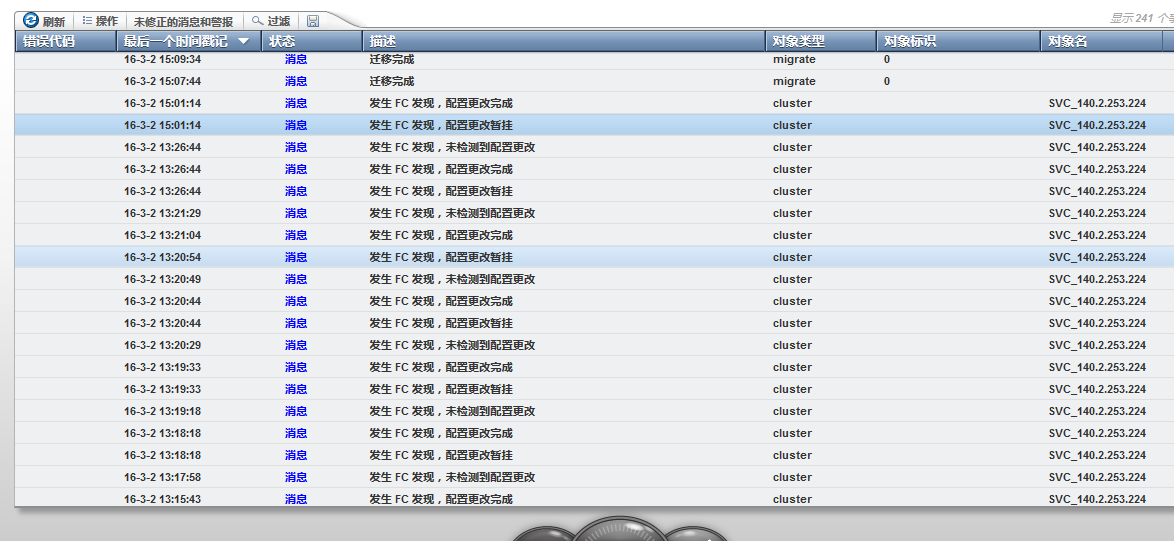 刷新 操作 未修正的消息和警报 过滤 显示 241 个
错误代码 最后一个时间戳记 状态 描述 对象类型 对象标识 对象名
16-3-2 15:09:34 消息 迁移完成 migrate 0
16-3-2 15:07:44 消息 迁移完成 migrate 0
16-3-2 15:01:14 消息 发生 FC 发现，配置更改完成 cluster SVC_140.2.253.224
16-3-2 15:01:14 消息 发生 FC 发现，配置更改暂挂 cluster SVC_140.2.253.224
16-3-2 13:26:44 消息 发生 FC 发现，未检测到配置更改 cluster SVC_140.2.253.224
16-3-2 13:26:44 消息 发生 FC 发现，配置更改完成 cluster SVC_140.2.253.224
16-3-2 13:26:44 消息 发生 FC 发现，配置更改暂挂 cluster SVC_140.2.253.224
16-3-2 13:21:29 消息 发生 FC 发现，未检测到配置更改 cluster SVC_140.2.253.224
16-3-2 13:21:04 消息 发生 FC 发现，配置更改完成 cluster SVC_140.2.253.224
16-3-2 13:20:54 消息 发生 FC 发现，配置更改暂挂 cluster SVC_140.2.253.224
16-3-2 13:20:49 消息 发生 FC 发现，未检测到配置更改 cluster SVC_140.2.253.224
16-3-2 13:20:44 消息 发生 FC 发现，配置更改完成 cluster SVC_140.2.253.224
16-3-2 13:20:44 消息 发生 FC 发现，配置更改暂挂 cluster SVC_140.2.253.224
16-3-2 13:20:29 消息 发生 FC 发现，未检测到配置更改 cluster SVC_140.2.253.224
16-3-2 13:19:33 消息 发生 FC 发现，配置更改完成 cluster SVC_140.2.253.224
16-3-2 13:19:33 消息 发生 FC 发现，配置更改暂挂 cluster SVC_140.2.253.224
16-3-2 13:19:18 消息 发生 FC 发现，未检测到配置更改 cluster SVC_140.2.253.224
16-3-2 13:18:18 消息 发生 FC 发现，配置更改完成 cluster SVC_140.2.253.224
16-3-2 13:18:18 消息 发生 FC 发现，配置更改暂挂 cluster SVC_140.2.253.224
16-3-2 13:17:58 消息 发生 FC 发现，未检测到配置更改 cluster SVC_140.2.253.224
16-3-2 13:15:43 消息 发生 FC 发现，配置更改完成 cluster SVC_140.2.253.224